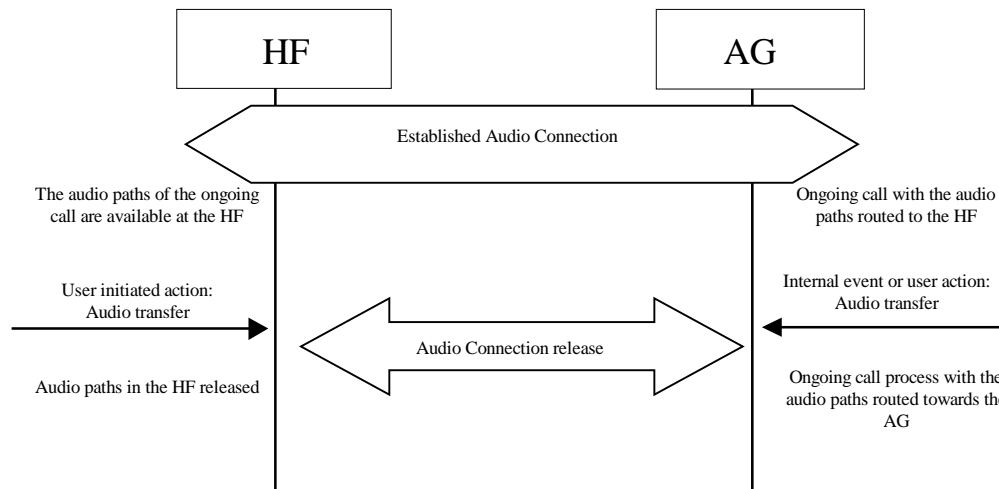 HF
AG
Established Audio Connection
The audio paths of the ongoing
call are available at the HF
Ongoing call with the audio
paths routed to the HF
User initiated action:
Audio transfer
Internal event or user action:
Audio transfer
Audio Connection release
Audio paths in the HF released
Ongoing call process with the
audio paths routed towards the
AG